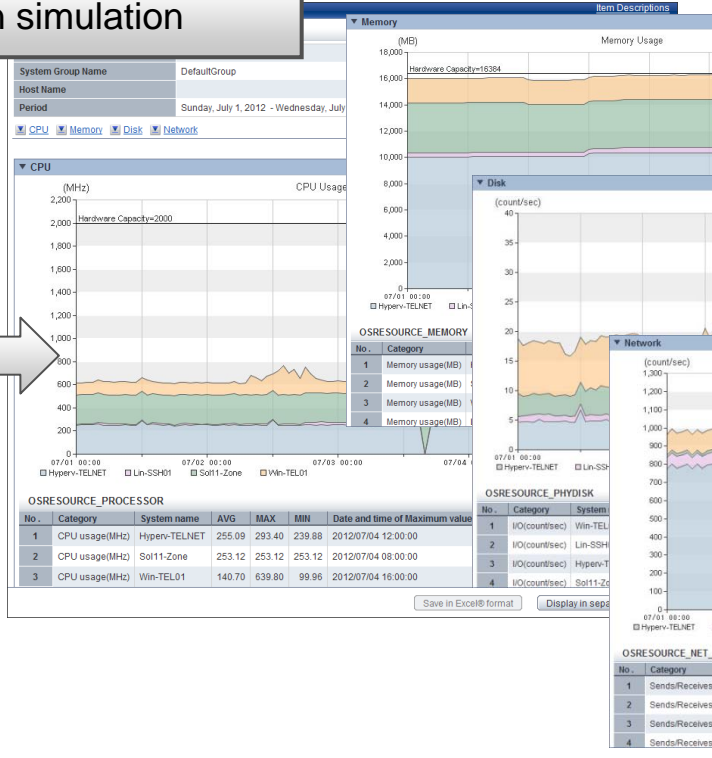 n simulation
Item Descriptions
System Group Name DefaultGroup
Host Name
Period Sunday, July 1, 2012 - Wednesday, July
CPU Memory Disk Network
▼ CPU
(MHz) CPU Usage
2,200
2,000
Hardware Capacity=2000
1,800
1,600
1,400
1,200
1,000
800
600
400
200
0
07/01 00:00 07/02 00:00 07/03 00:00 07/04
Hyperv-TELNET Lin-SSH01 Sol11-Zone Win-TEL01
OSRESOURCE_PROCESSOR
No. Category System name AVG MAX MIN Date and time of Maximum value
1 CPU usage(MHz) Hyperv-TELNET 255.09 293.40 239.88 2012/07/04 12:00:00
2 CPU usage(MHz) Sol11-Zone 253.12 253.12 253.12 2012/07/04 08:00:00
3 CPU usage(MHz) Win-TEL01 140.70 639.80 99.96 2012/07/04 16:00:00
Save in Excel® format Display in sepa
▼ Memory
(MB) Memory Usage
18,000
Hardware Capacity=16384
16,000
14,000
12,000
10,000
8,000
6,000
4,000
2,000
0
07/01 00:00
Hyperv-TELNET Lin-S
OSRESOURCE_MEMORY
No. Category
1 Memory usage(MB)
2 Memory usage(MB)
3 Memory usage(MB)
4 Memory usage(MB)
▼ Disk
(count/sec)
40
35
30
25
20
15
10
5
0
07/01 00:00
Hyperv-TELNET Lin-SSH
OSRESOURCE_PHYDISK
No. Category System
1 I/O(count/sec) Win-TEL
2 I/O(count/sec) Lin-SSH
3 I/O(count/sec) Hyperv-T
4 I/O(count/sec) Sol11-Zo
▼ Network
(count/sec)
1,300
1,200
1,100
1,000
900
800
700
600
500
400
300
200
100
0
07/01 00:00
Hyperv-TELNET
OSRESOURCE_NET_
No. Category
1 Sends/Receives
2 Sends/Receives
3 Sends/Receives
4 Sends/Receives